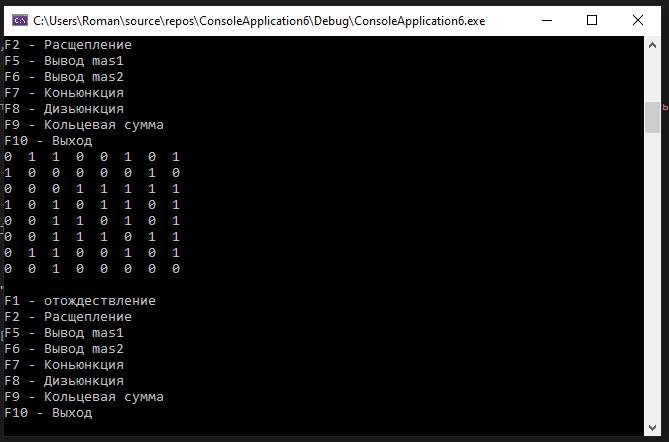 C:\Users\Roman\source\repos\ConsoleApplication6\Debug\ConsoleApplication6.exe
F2 - Расщепление
F5 - Вывод mas1
F6 - Вывод mas2
F7 - Коньюнкция
F8 - Дизьюнкция
F9 - Кольцевая сумма
F10 - Выход
0 1 1 0 0 1 0 1
1 0 0 0 0 0 1 0
0 0 0 1 1 1 1 1
1 0 1 0 1 1 0 1
0 0 1 1 0 1 0 1
0 0 1 1 1 0 1 1
0 1 1 0 0 1 0 1
0 0 1 0 0 0 0 0
F1 - отождествление
F2 - Расщепление
F5 - Вывод mas1
F6 - Вывод mas2
F7 - Коньюнкция
F8 - Дизьюнкция
F9 - Кольцевая сумма
F10 - Выход